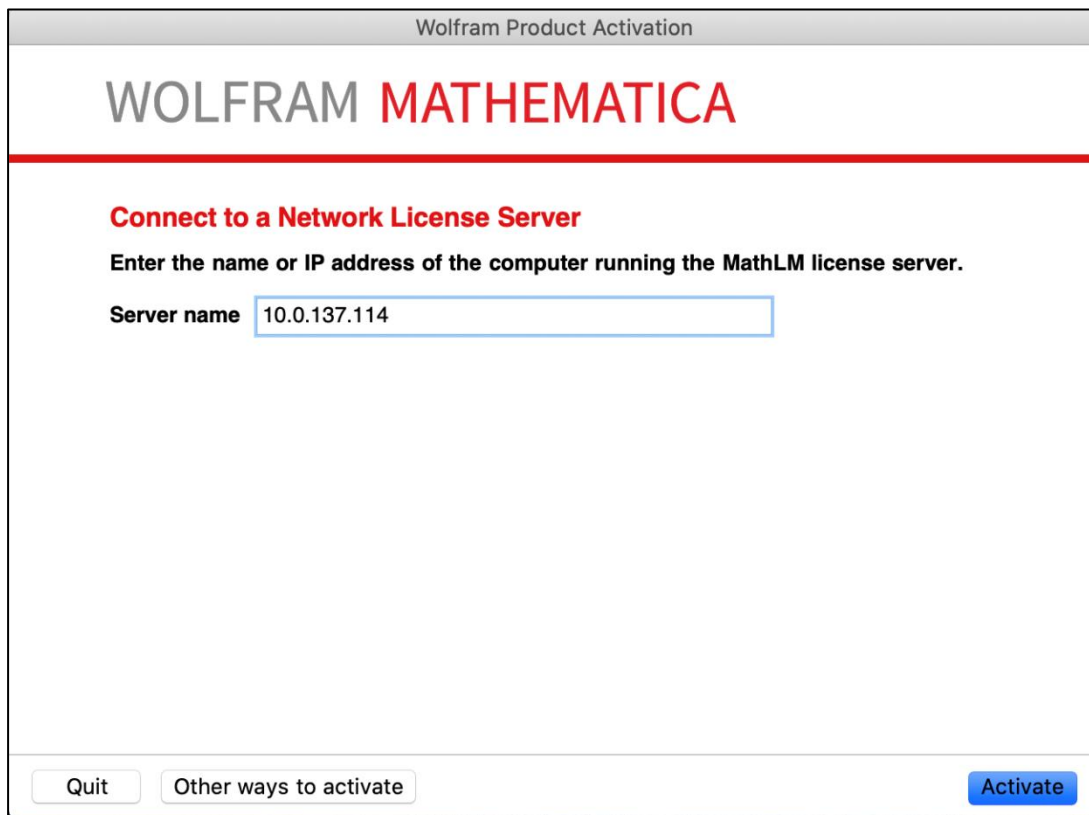 Wolfram Product Activation
WOLFRAM MATHEMATICA
Connect to a Network License Server
Enter the name or IP address of the computer running the MathLM license server.
Server name 10.0.137.114
Quit Other ways to activate Activate